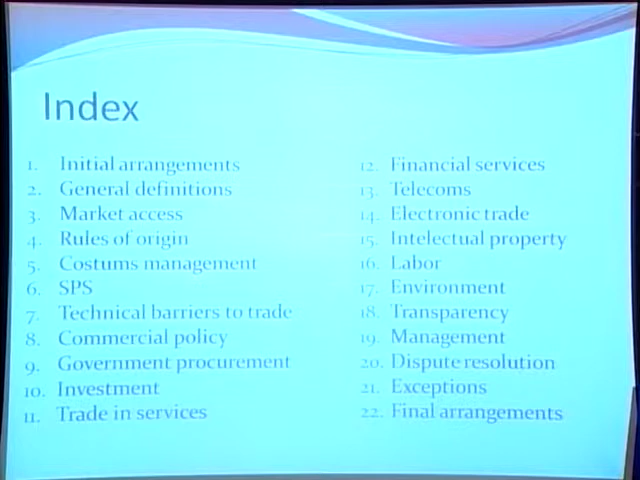 Index
1. Initial arrangements
2. General definitions
3. Market access
4. Rules of origin
5. Costums management
6. SPS
7. Technical barriers to trade
8. Commercial policy
9. Government procurement
10. Investment
11. Trade in services
12. Financial services
13. Telecoms
14. Electronic trade
15. Intelectual property
16. Labor
17. Environment
18. Transparency
19. Management
20. Dispute resolution
21. Exceptions
22. Final arrangements